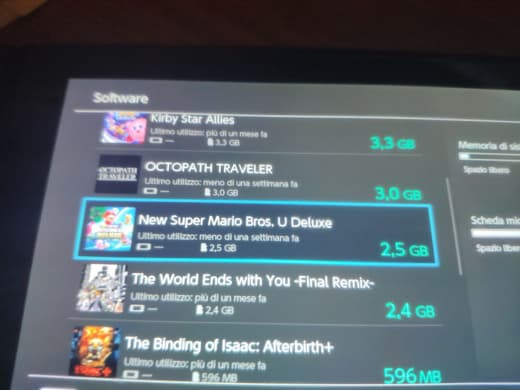 Software
Kirby Star Allies
Ultimo utilizzo: più di un mese fa
— 3,3 GB
3,3 GB
OCTOPATH TRAVELER
OCTOPATH TRAVELER
Ultimo utilizzo: meno di una settimana fa
— 3,0 GB
3,0 GB
New Super Mario Bros. U Deluxe
Ultimo utilizzo: meno di una settimana fa
— 2,5 GB
2,5 GB
The World Ends with You -Final Remix-
Ultimo utilizzo: più di un mese fa
— 2,4 GB
2,4 GB
The Binding of Isaac: Afterbirth+
Ultimo utilizzo: più di un mese fa
— 596 MB
596 MB
Memoria di sis
Spazio libero
Scheda mic
Spazio liber